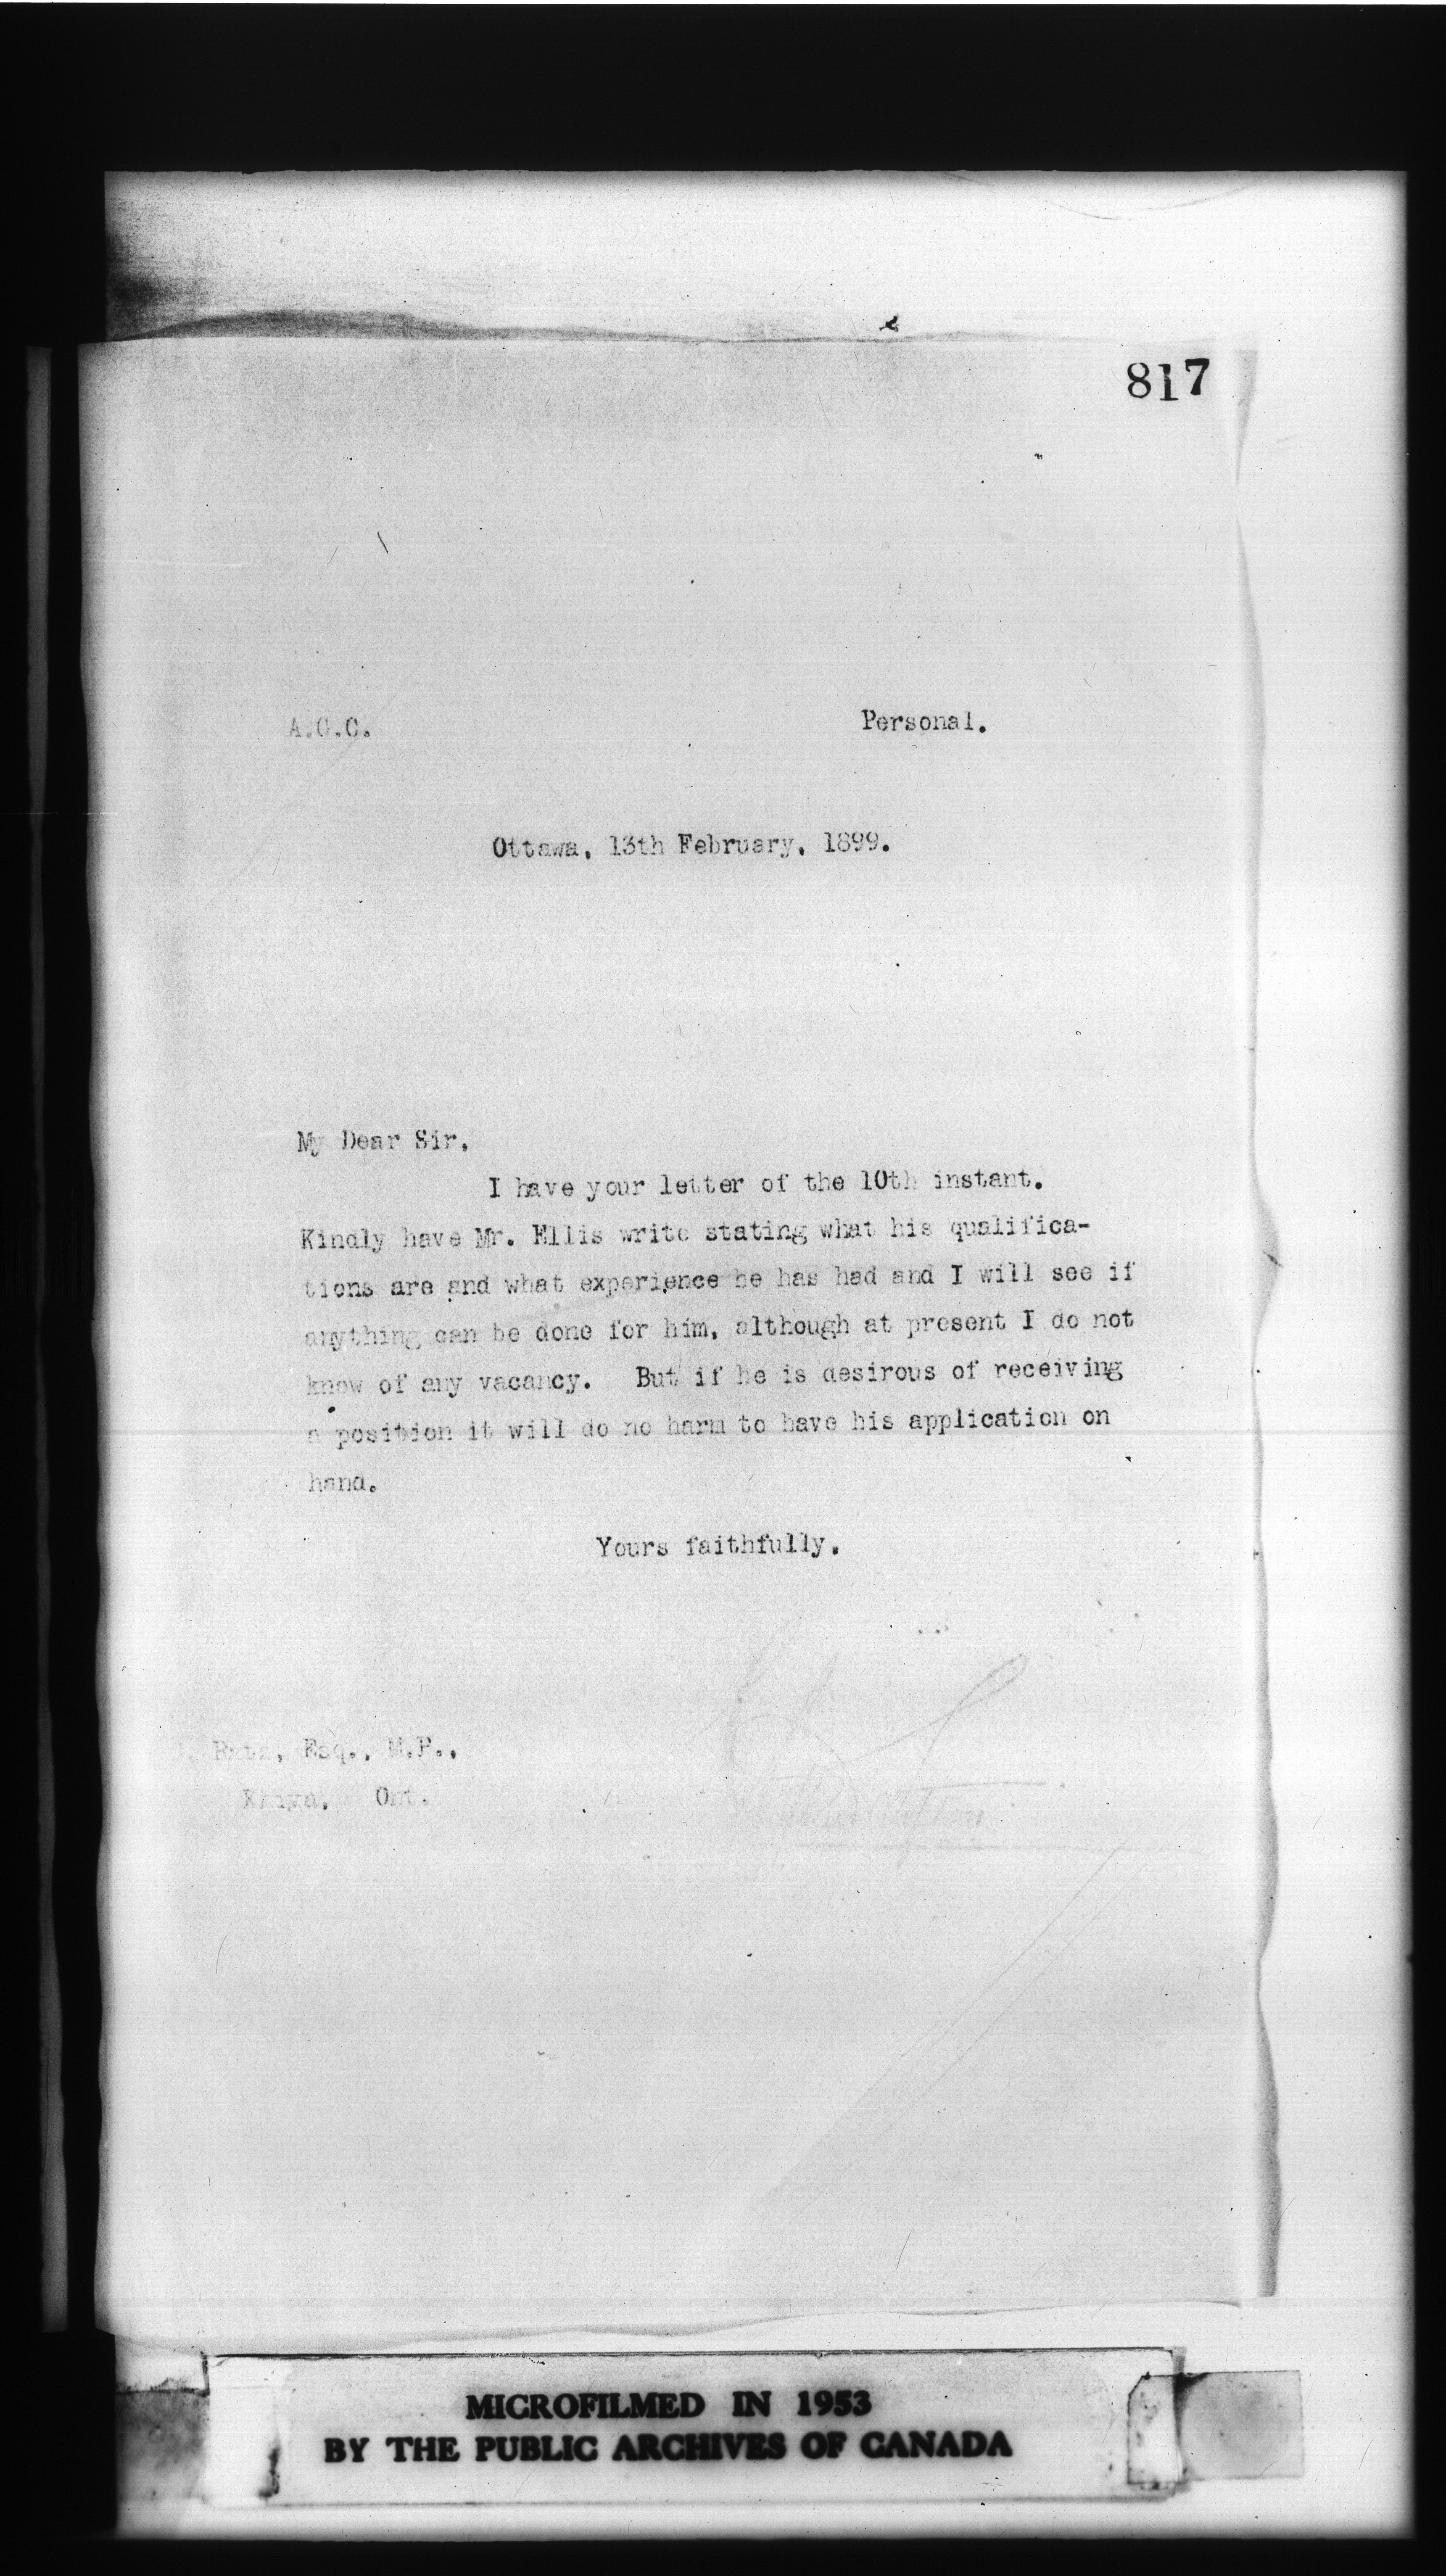 817
A.C.C.
Personal.
Ottawa, 13th February, 1899.
My Dear Sir,
I have your letter of the 10th instant.
Kindly have Mr. Ellis write stating what his qualifica-
tions are and what experience he has had and I will see if
anything can be done for him, although at present I do not
know of any vacancy. But if he is desirous of receiving
a position it will do no harm to have his application on
hand.
Yours faithfully,
Esq., M.P.,
Ont.
MICROFILMED IN 1953
BY THE PUBLIC ARCHIVES OF CANADA